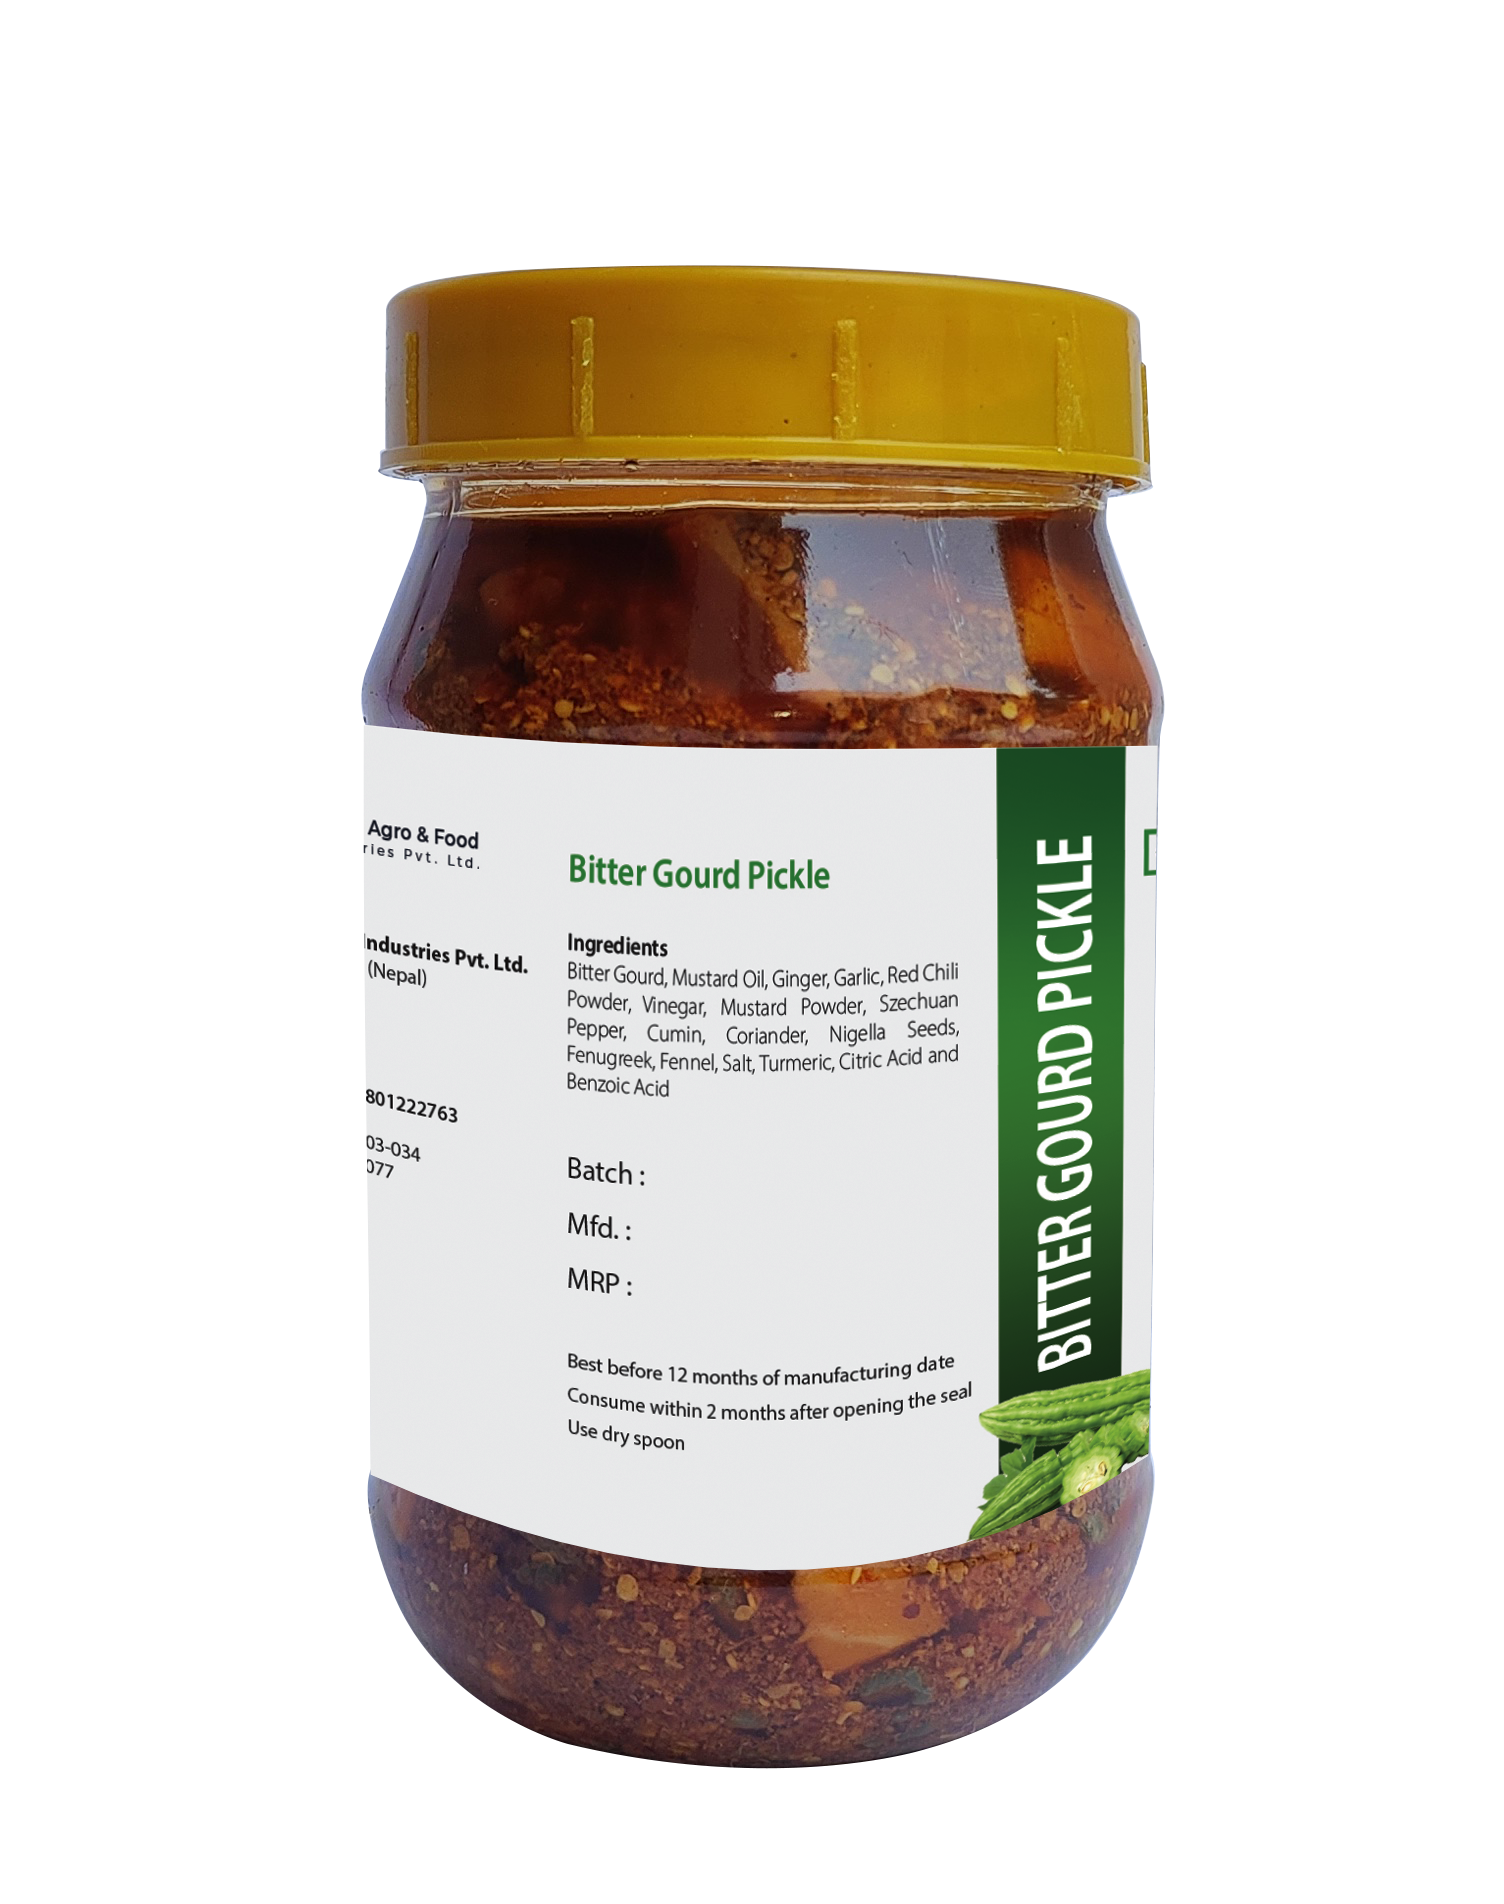 Agro & Food
ries Pvt. Ltd.
Industries Pvt. Ltd.
(Nepal)
801222763
03-034
077
Bitter Gourd Pickle
Ingredients
Bitter Gourd, Mustard Oil, Ginger, Garlic, Red Chili
Powder, Vinegar, Mustard Powder, Szechuan
Pepper, Cumin, Coriander, Nigella Seeds,
Fenugreek, Fennel, Salt, Turmeric, Citric Acid and
Benzoic Acid
Batch :
Mfd. :
MRP :
Best before 12 months of manufacturing date
Consume within 2 months after opening the seal
Use dry spoon
BITTER GOURD PICKLE